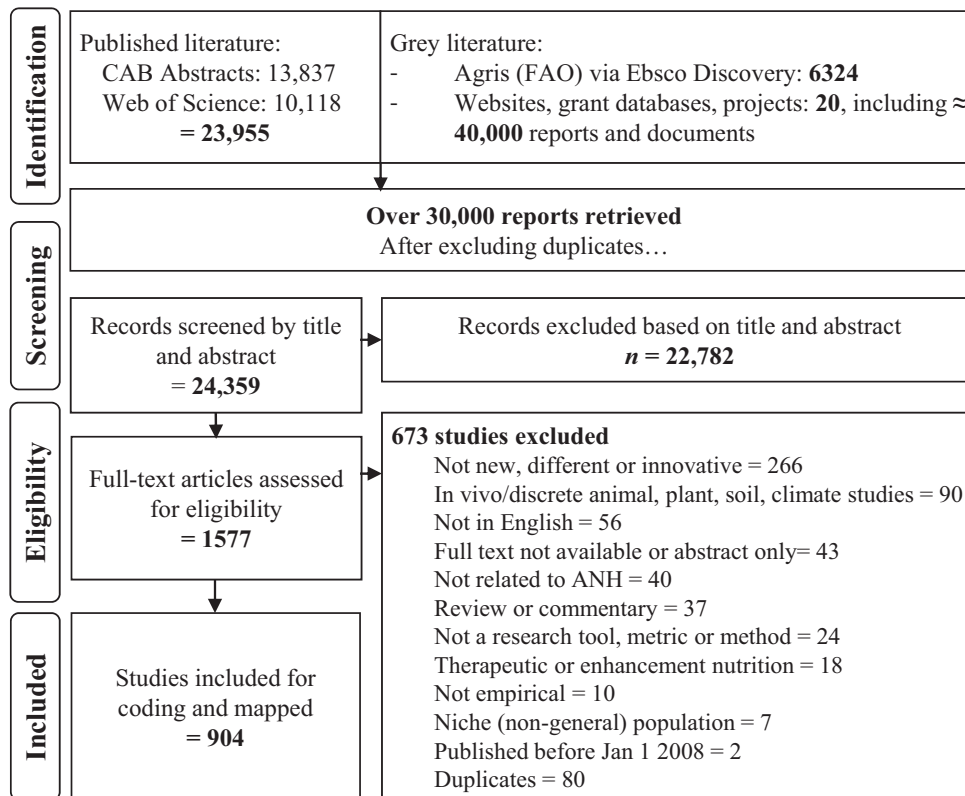 Identification
Published literature:
CAB Abstracts: 13,837
Web of Science: 10,118
= 23,955
Grey literature:
- Agris (FAO) via Ebsco Discovery: 6324
- Websites, grant databases, projects: 20, including ≈
40,000 reports and documents
Over 30,000 reports retrieved
After excluding duplicates…
Screening
Records screened by title
and abstract
= 24,359
Records excluded based on title and abstract
n = 22,782
Eligibility
Full-text articles assessed
for eligibility
= 1577
673 studies excluded
Not new, different or innovative = 266
In vivo/discrete animal, plant, soil, climate studies = 90
Not in English = 56
Full text not available or abstract only= 43
Not related to ANH = 40
Review or commentary = 37
Not a research tool, metric or method = 24
Therapeutic or enhancement nutrition = 18
Not empirical = 10
Niche (non-general) population = 7
Published before Jan 1 2008 = 2
Duplicates = 80
Included
Studies included for
coding and mapped
= 904